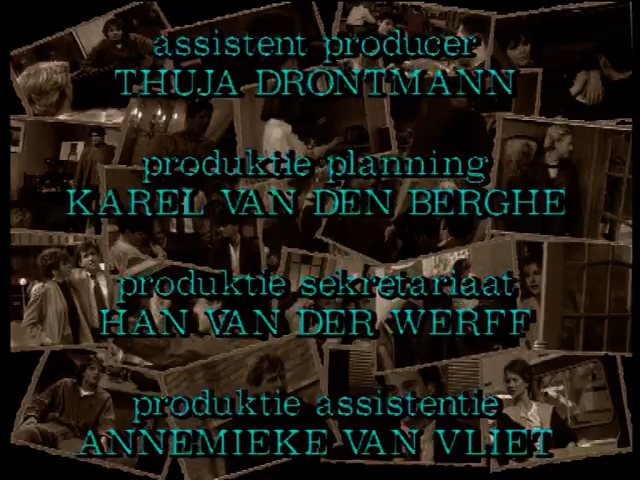 assistent producer
THUJA DRONTMANN
produktie planning
KAREL VAN DEN BERGHE
produktie sekretariaat
HAN VAN DER WERFF
produktie assistentie
ANNEMIEKE VAN VLIET